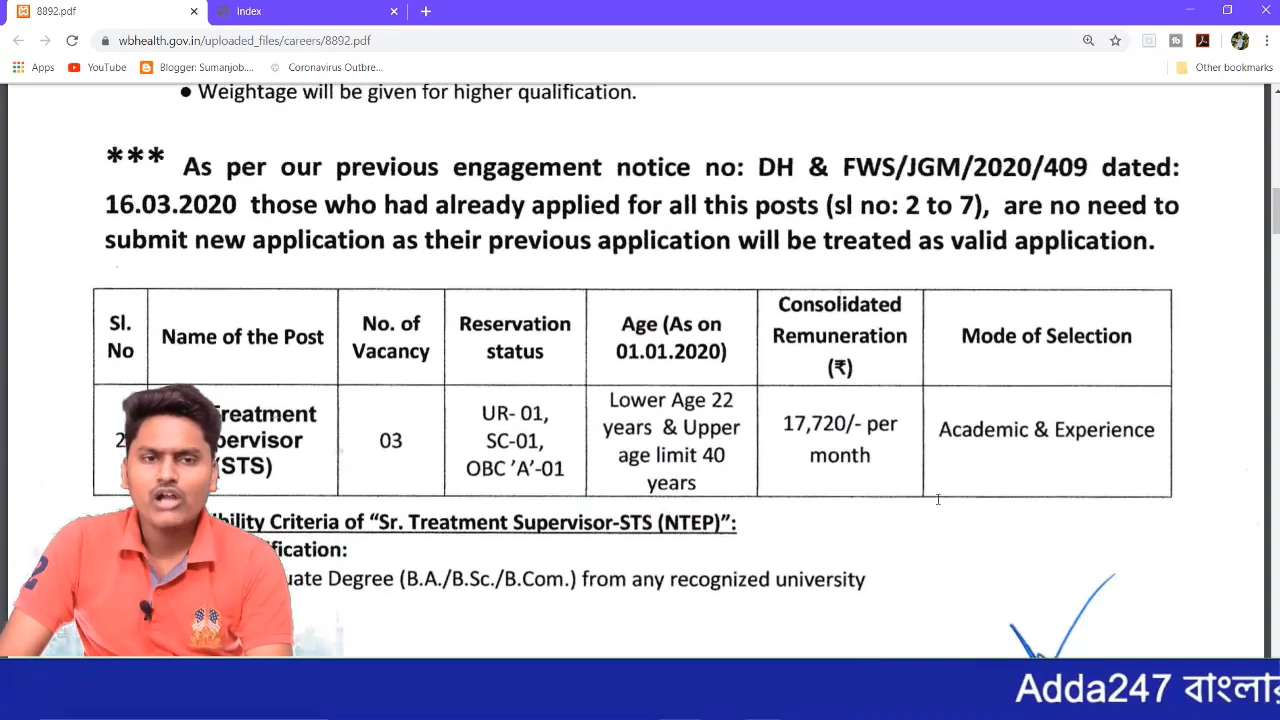 8892.pdf
Index
wbhealth.gov.in/uploaded_files/careers/8892.pdf
Apps
YouTube
Blogger: Sumanjob....
Coronavirus Outbre...
Other bookmarks
● Weightage will be given for higher qualification.
*** As per our previous engagement notice no: DH & FWS/JGM/2020/409 dated:
16.03.2020 those who had already applied for all this posts (sl no: 2 to 7), are no need to
submit new application as their previous application will be treated as valid application.
Sl. No
Name of the Post
No. of Vacancy
Reservation status
Age (As on 01.01.2020)
Consolidated Remuneration (₹)
Mode of Selection
2
Treatment
(STS)
03
UR- 01,
SC-01,
OBC 'A'-01
Lower Age 22
years & Upper
age limit 40
years
17,720/- per
month
Academic & Experience
Criteria of "Sr. Treatment Supervisor-STS (NTEP)":
Degree (B.A./B.Sc./B.Com.) from any recognized university
2
Adda247